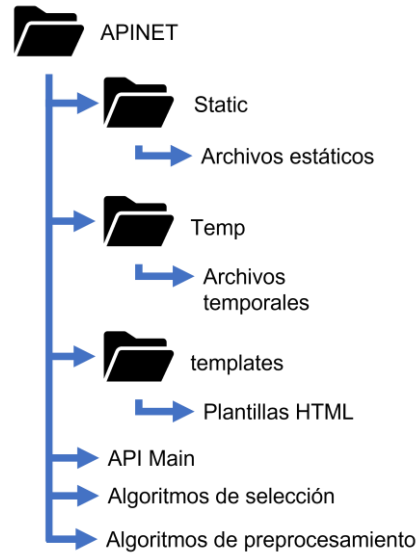 APINET
Static
Archivos estáticos
Temp
Archivos
temporales
templates
Plantillas HTML
API Main
Algoritmos de selección
Algoritmos de preprocesamiento